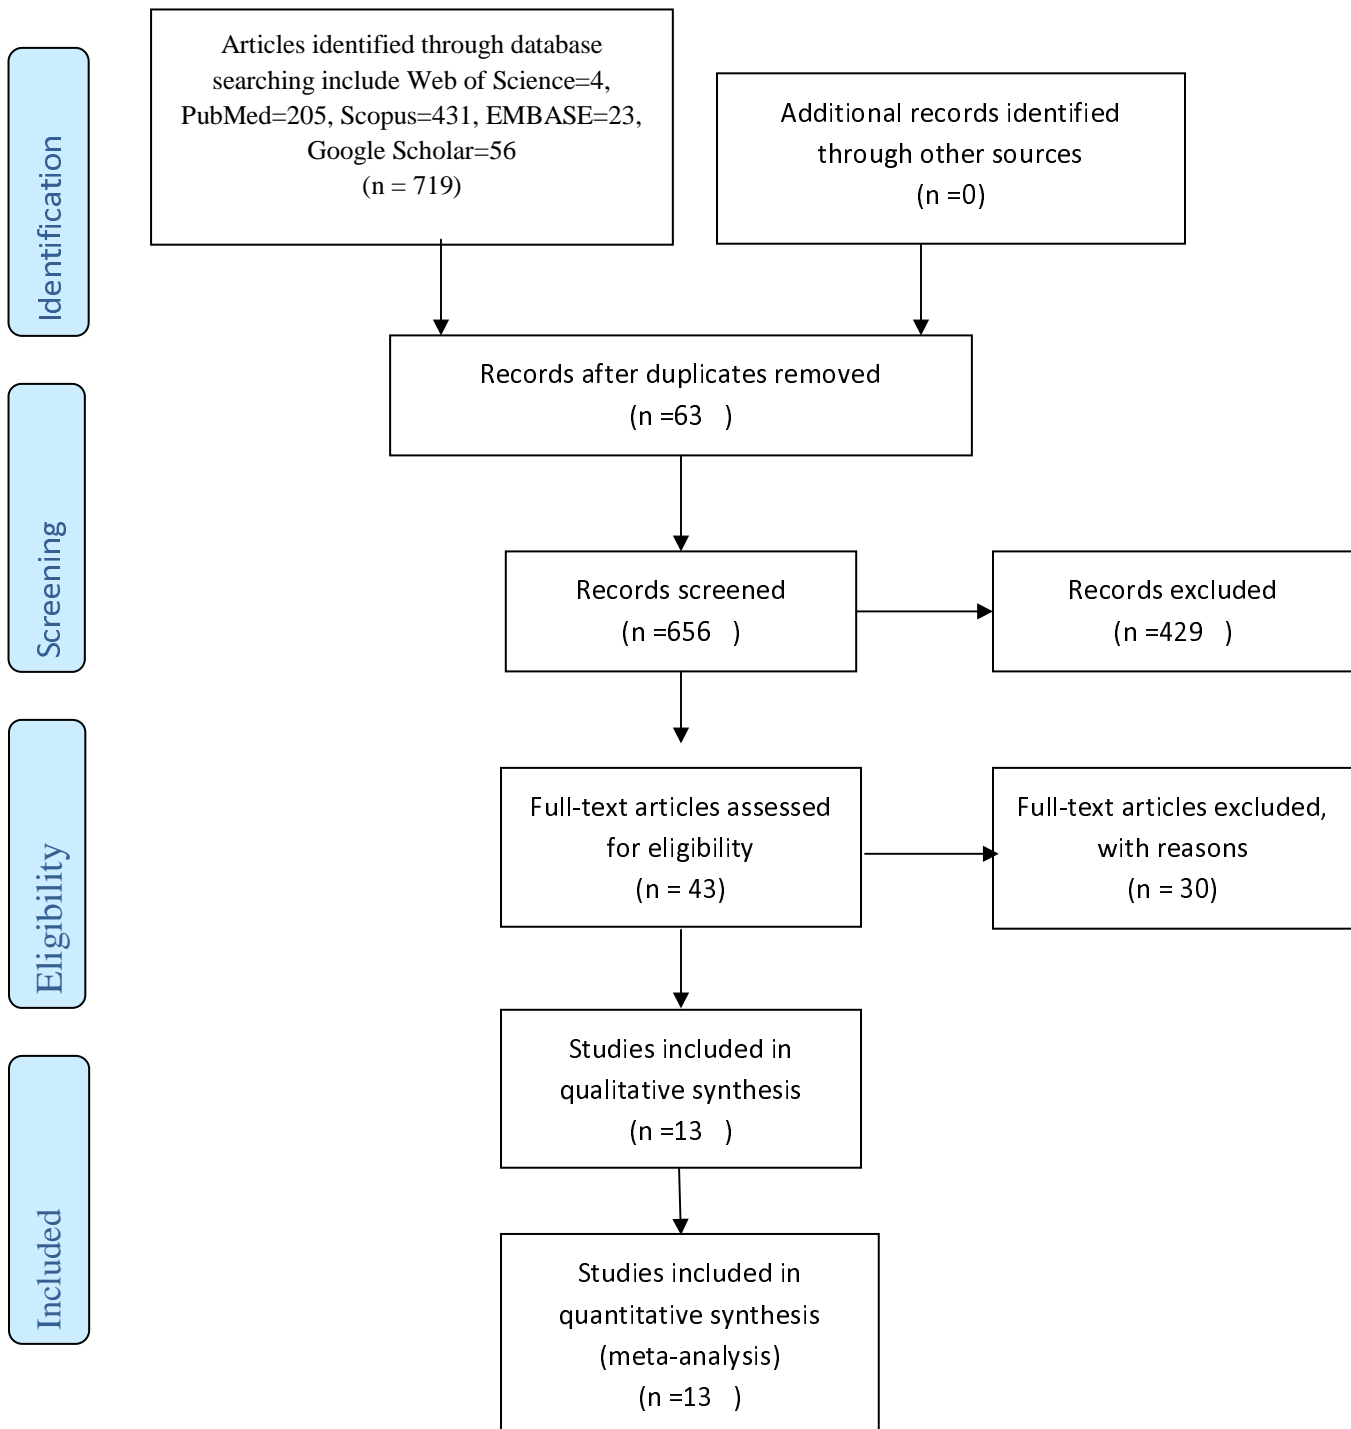 Identification
Articles identified through database
searching include Web of Science=4,
PubMed=205, Scopus=431, EMBASE=23,
Google Scholar=56
(n = 719)
Additional records identified
through other sources
(n =0)
Records after duplicates removed
(n =63   )
Screening
Records screened
(n =656   )
Records excluded
(n =429   )
Eligibility
Full-text articles assessed
for eligibility
(n = 43)
Full-text articles excluded,
with reasons
(n = 30)
Included
Studies included in
qualitative synthesis
(n =13   )
Studies included in
quantitative synthesis
(meta-analysis)
(n =13   )